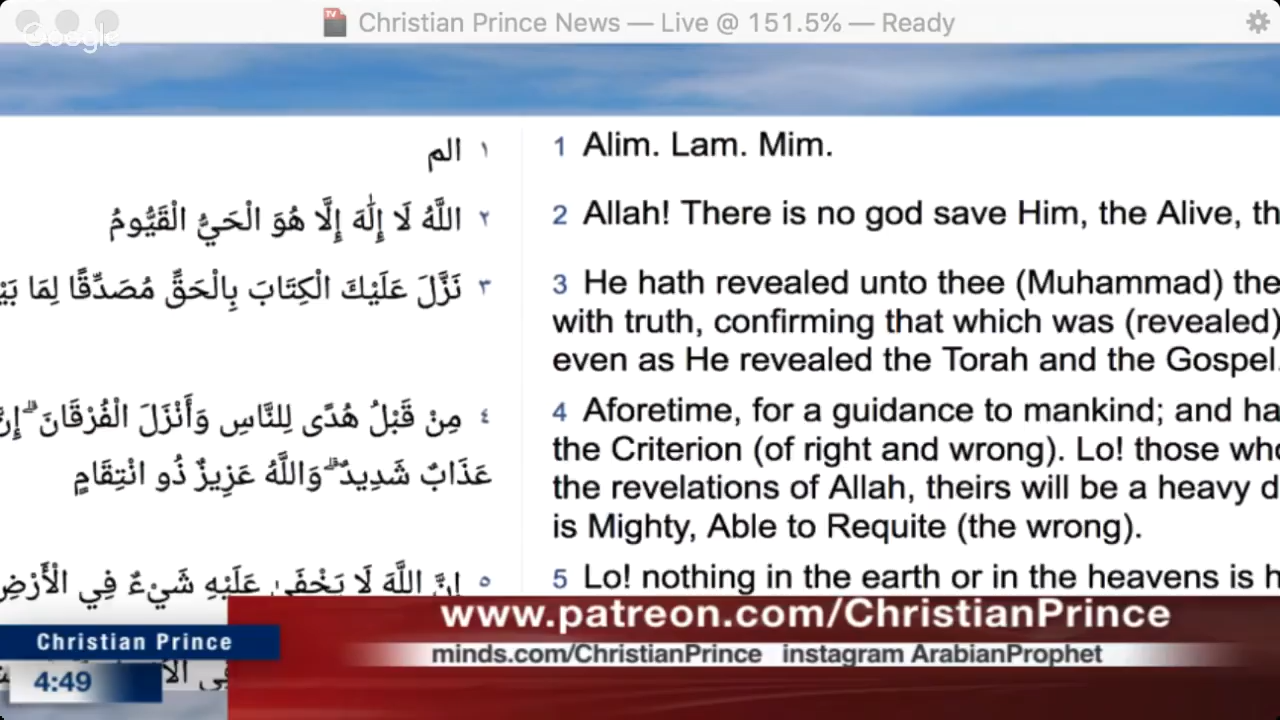 Christian Prince News — Live @ 151.5% — Ready
Google
١ الم
1 Alim. Lam. Mim.
٢ اللَّهُ لَا إِلَٰهَ إِلَّا هُوَ الْحَيُّ الْقَيُّومُ
2 Allah! There is no god save Him, the Alive, th
٣ نَزَّلَ عَلَيْكَ الْكِتَابَ بِالْحَقِّ مُصَدِّقًا لِمَا بَيْ
3 He hath revealed unto thee (Muhammad) the
with truth, confirming that which was (revealed)
even as He revealed the Torah and the Gospel.
٤ مِنْ قَبْلُ هُدًى لِلنَّاسِ وَأَنْزَلَ الْفُرْقَانَ ۗ إِنَّ
عَذَابٌ شَدِيدٌ ۗ وَاللَّهُ عَزِيزٌ ذُو انْتِقَامٍ
4 Aforetime, for a guidance to mankind; and ha
the Criterion (of right and wrong). Lo! those who
the revelations of Allah, theirs will be a heavy d
is Mighty, Able to Requite (the wrong).
٥ إِنَّ اللَّهَ لَا يَخْفَىٰ عَلَيْهِ شَيْءٌ فِي الْأَرْضِ
5 Lo! nothing in the earth or in the heavens is h
www.patreon.com/ChristianPrince
Christian Prince
minds.com/ChristianPrince instagram ArabianProphet
4:49